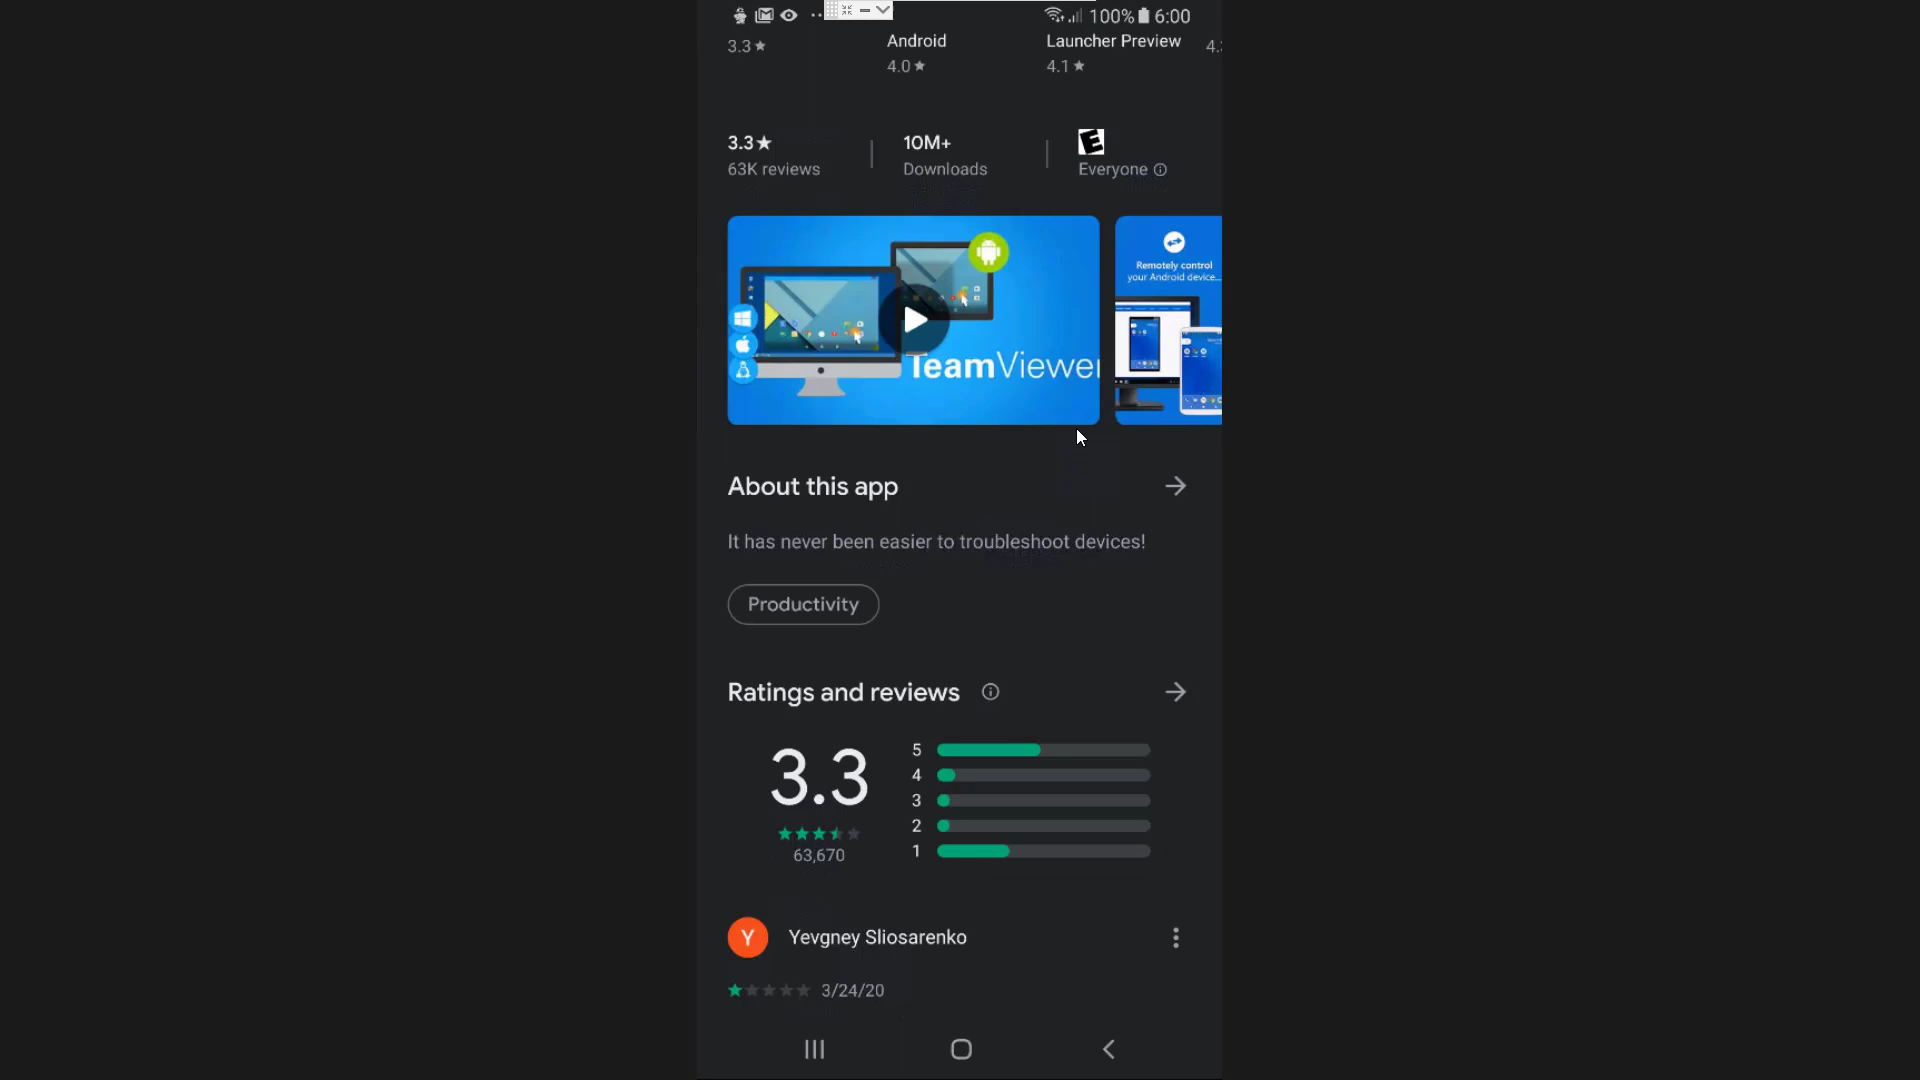 100% 6:00
3.3★ Android Launcher Preview
4.0★ 4.1★
3.3★ 10M+ E
63K reviews Downloads Everyone
TeamViewer
Remotely control
your Android device...
About this app
It has never been easier to troubleshoot devices!
Productivity
Ratings and reviews
3.3
63,670
5
4
3
2
1
Y Yevgney Sliosarenko
3/24/20